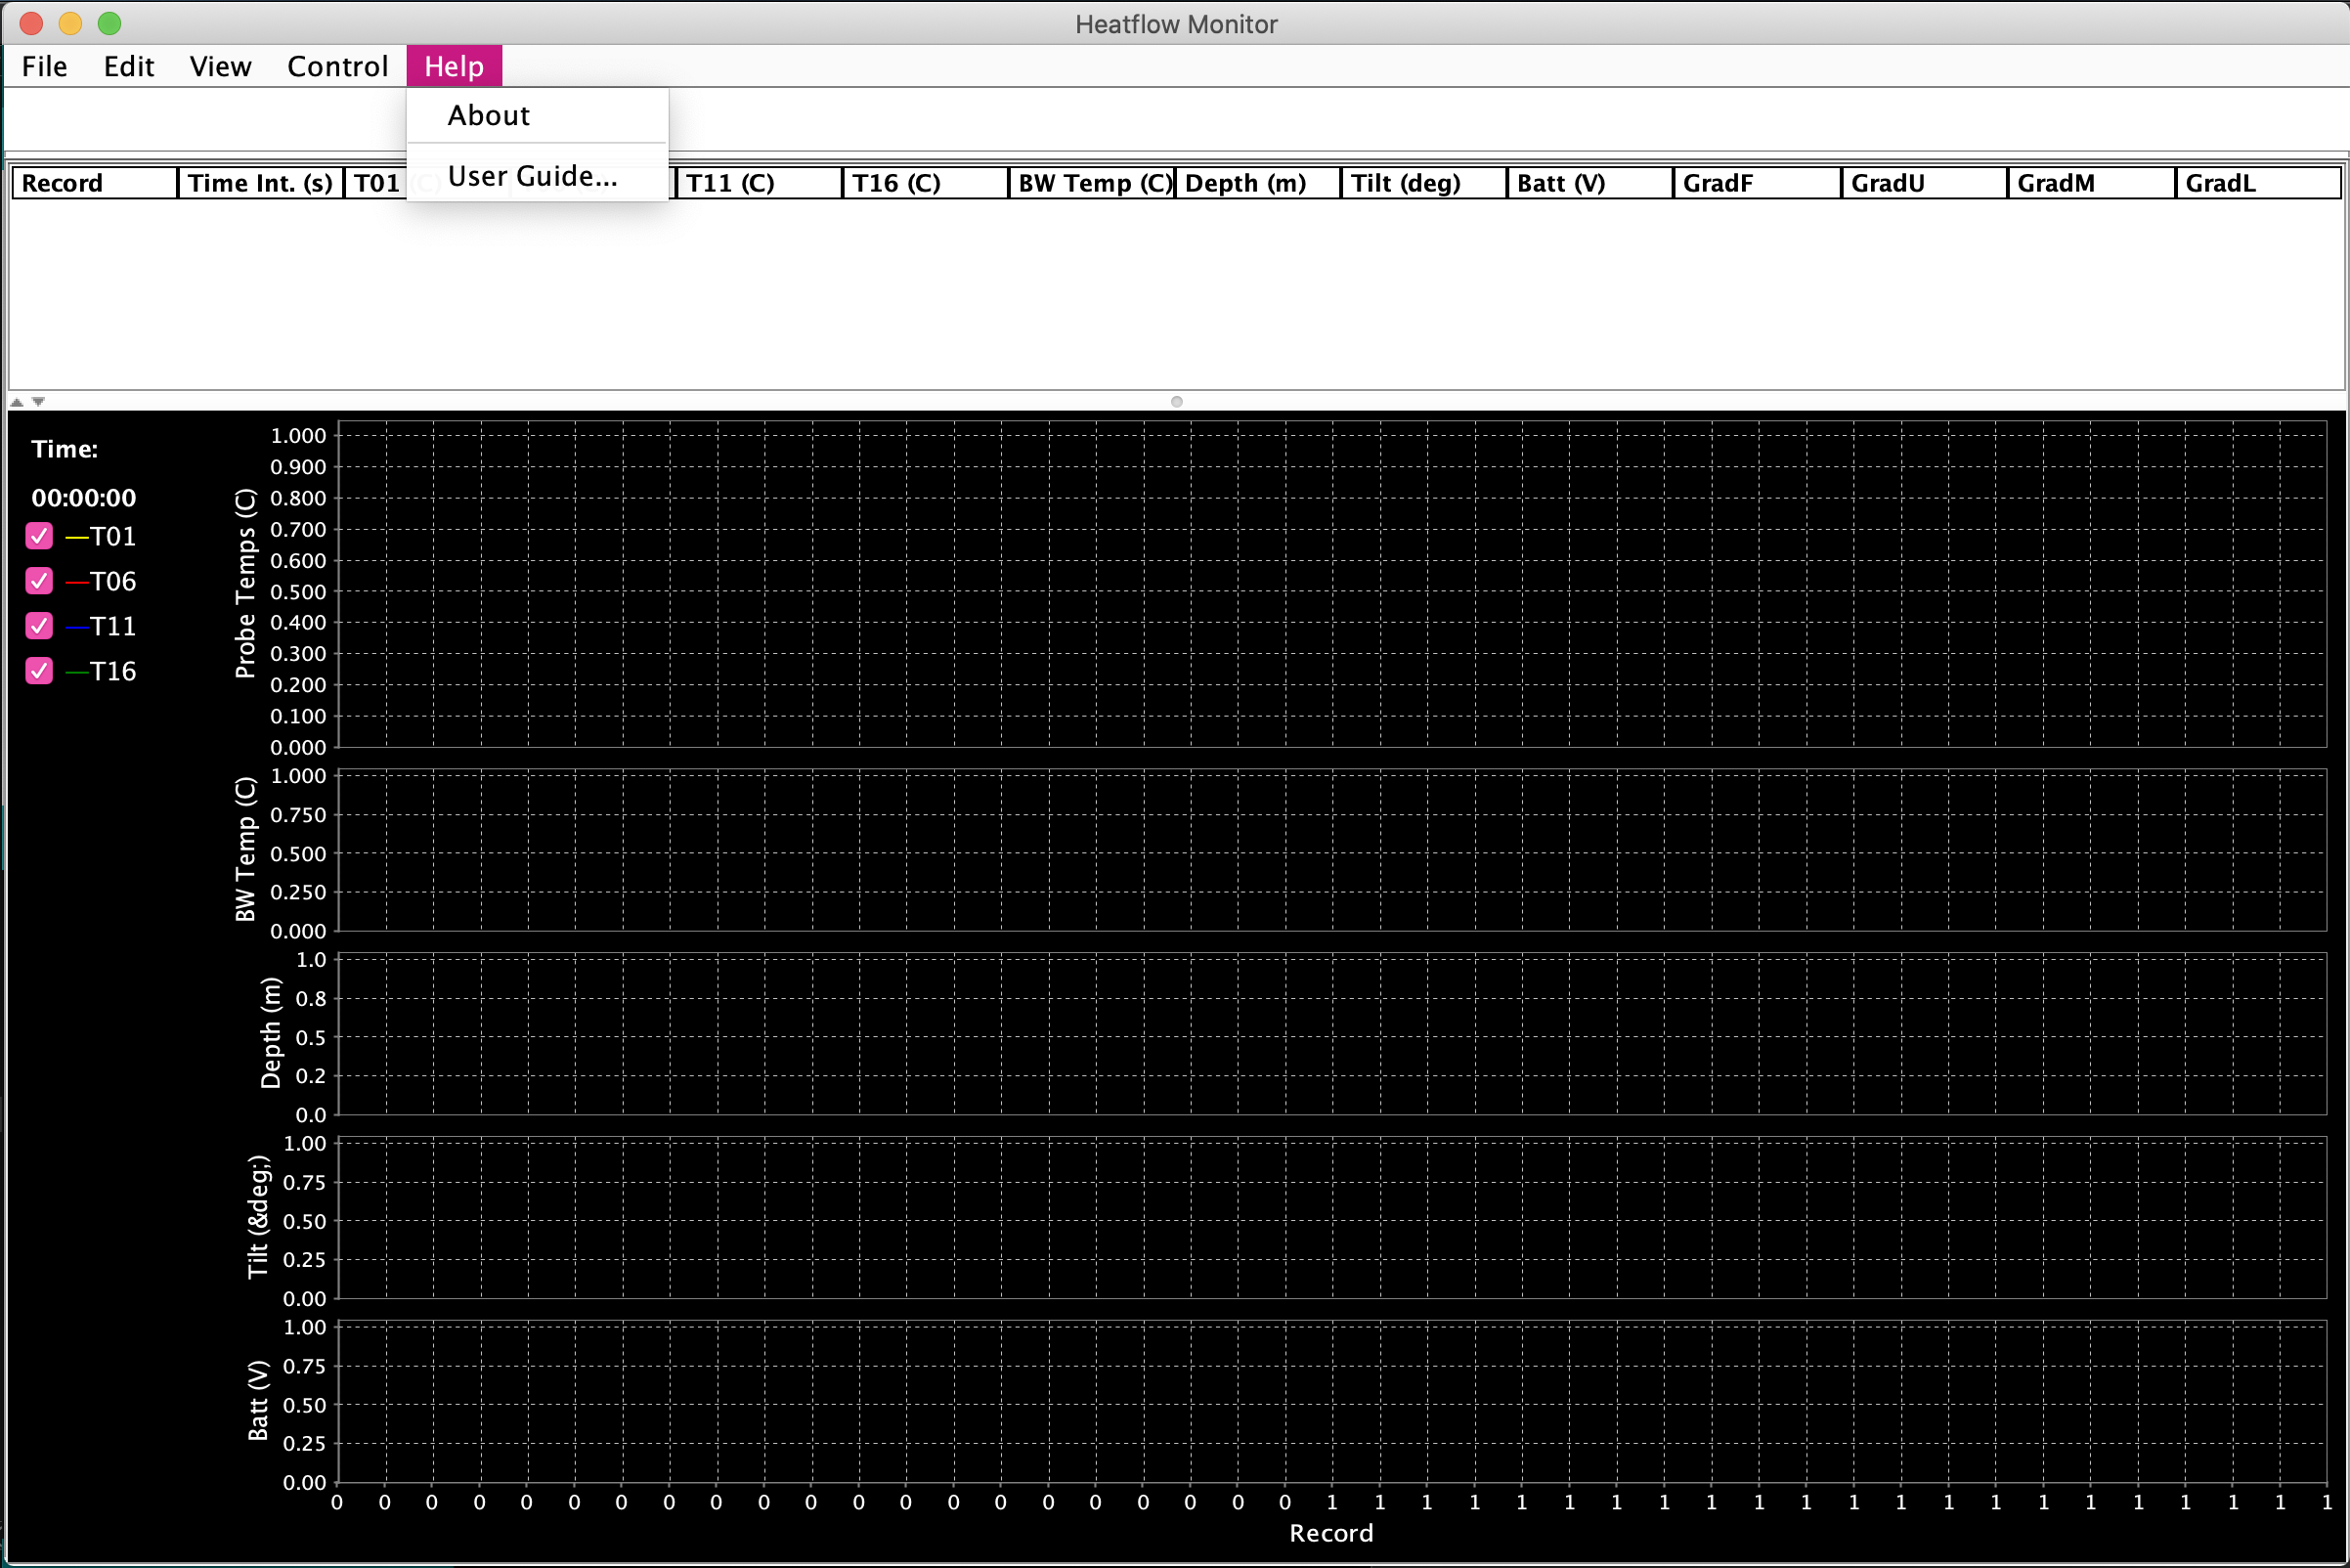 Heatflow Monitor
File Edit View Control Help
About
User Guide...
Record Time Int. (s) T01 (C) T11 (C) T16 (C) BW Temp (C) Depth (m) Tilt (deg) Batt (V) GradF GradU GradM GradL
Time:
00:00:00
T01
T06
T11
T16
Probe Temps (C)
1.000
0.900
0.800
0.700
0.600
0.500
0.400
0.300
0.200
0.100
0.000
BW Temp (C)
1.000
0.750
0.500
0.250
0.000
Depth (m)
1.0
0.8
0.5
0.2
0.0
Tilt (&deg;)
1.00
0.75
0.50
0.25
0.00
Batt (V)
1.00
0.75
0.50
0.25
0.00
0 0 0 0 0 0 0 0 0 0 0 0 0 0 0 0 0 0 0 0 0 1 1 1 1 1 1 1 1 1 1 1 1 1 1 1 1 1 1 1 1 1 1
Record